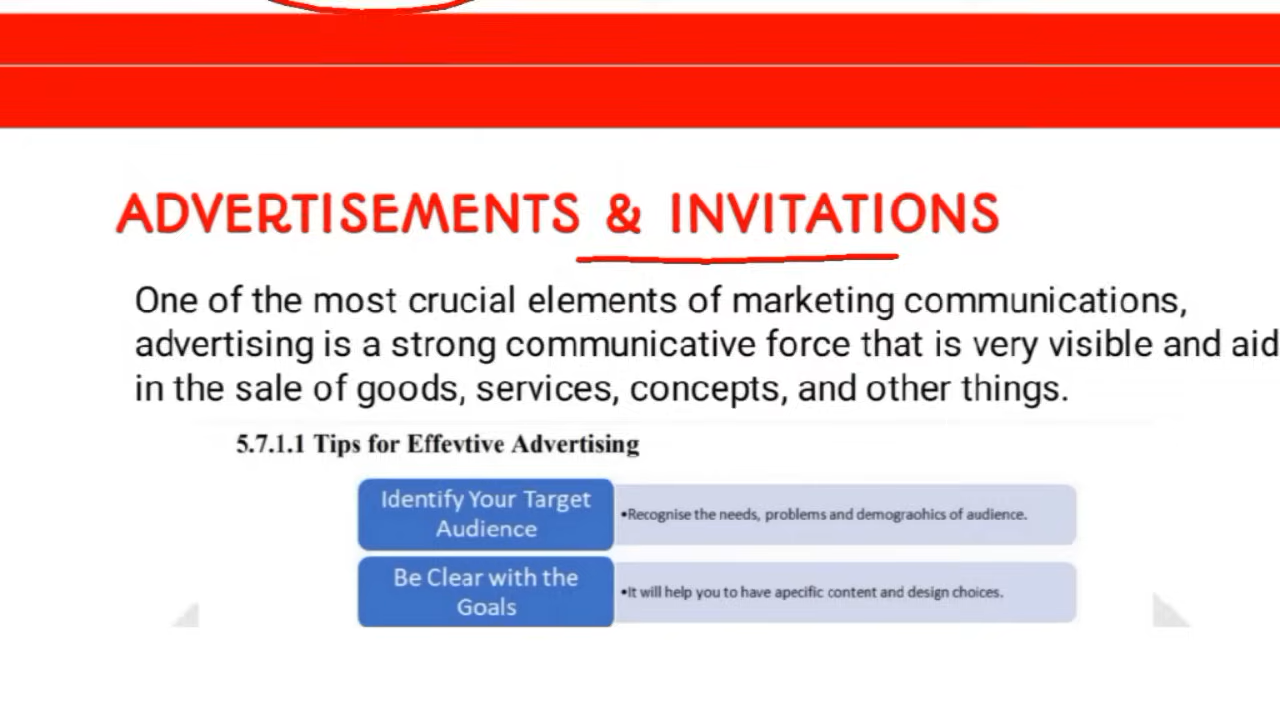 ADVERTISEMENTS & INVITATIONS
One of the most crucial elements of marketing communications,
advertising is a strong communicative force that is very visible and aid
in the sale of goods, services, concepts, and other things.
5.7.1.1 Tips for Effevtive Advertising
Identify Your Target
Audience
•Recognise the needs, problems and demograohics of audience.
Be Clear with the
Goals
•It will help you to have apecific content and design choices.